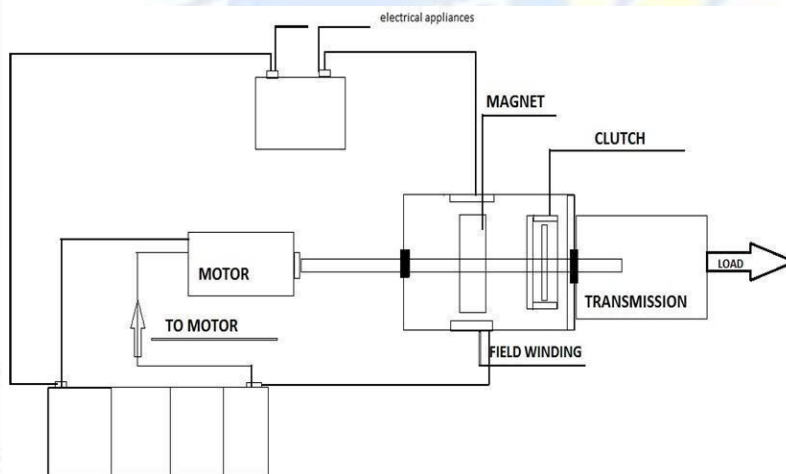 electrical appliances
MAGNET
CLUTCH
MOTOR
LOAD
TRANSMISSION
TO MOTOR
FIELD WINDING